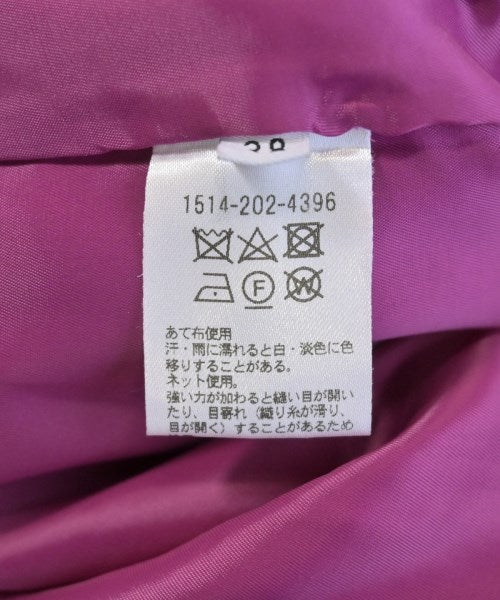 38
1514-202-4396
F
W
あて布使用
汗・雨に濡れると白・淡色に色
移りすることがある。
ネット使用。
強い力が加わると縫い目が開い
たり、目寄れ(織り糸が滑り、
目が開く)することがあるため